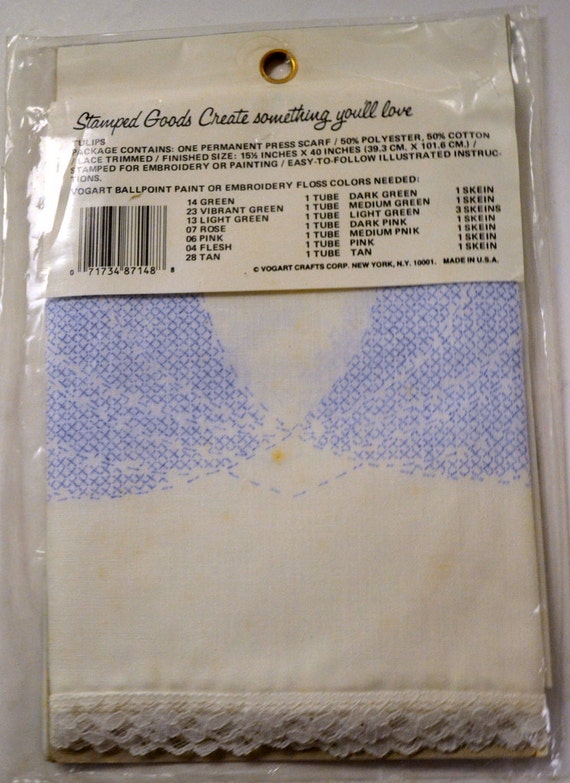 Stamped Goods Create something you'll love
TULIPS
PACKAGE CONTAINS: ONE PERMANENT PRESS SCARF / 50% POLYESTER, 50% COTTON
/ LACE TRIMMED / FINISHED SIZE: 15½ INCHES X 40 INCHES (39.3 CM. X 101.6 CM.) /
STAMPED FOR EMBROIDERY OR PAINTING / EASY-TO-FOLLOW ILLUSTRATED INSTRUC-
TIONS.
VOGART BALLPOINT PAINT OR EMBROIDERY FLOSS COLORS NEEDED:
14 GREEN 1 TUBE DARK GREEN 1 SKEIN
23 VIBRANT GREEN 1 TUBE MEDIUM GREEN 1 SKEIN
13 LIGHT GREEN 1 TUBE LIGHT GREEN 3 SKEINS
07 ROSE 1 TUBE DARK PINK 1 SKEIN
06 PINK 1 TUBE MEDIUM PNIK 1 SKEIN
04 FLESH 1 TUBE PINK 1 SKEIN
28 TAN 1 TUBE TAN 1 SKEIN
0 71734 87148 8
© VOGART CRAFTS CORP. NEW YORK, N.Y. 10001. MADE IN U.S.A.